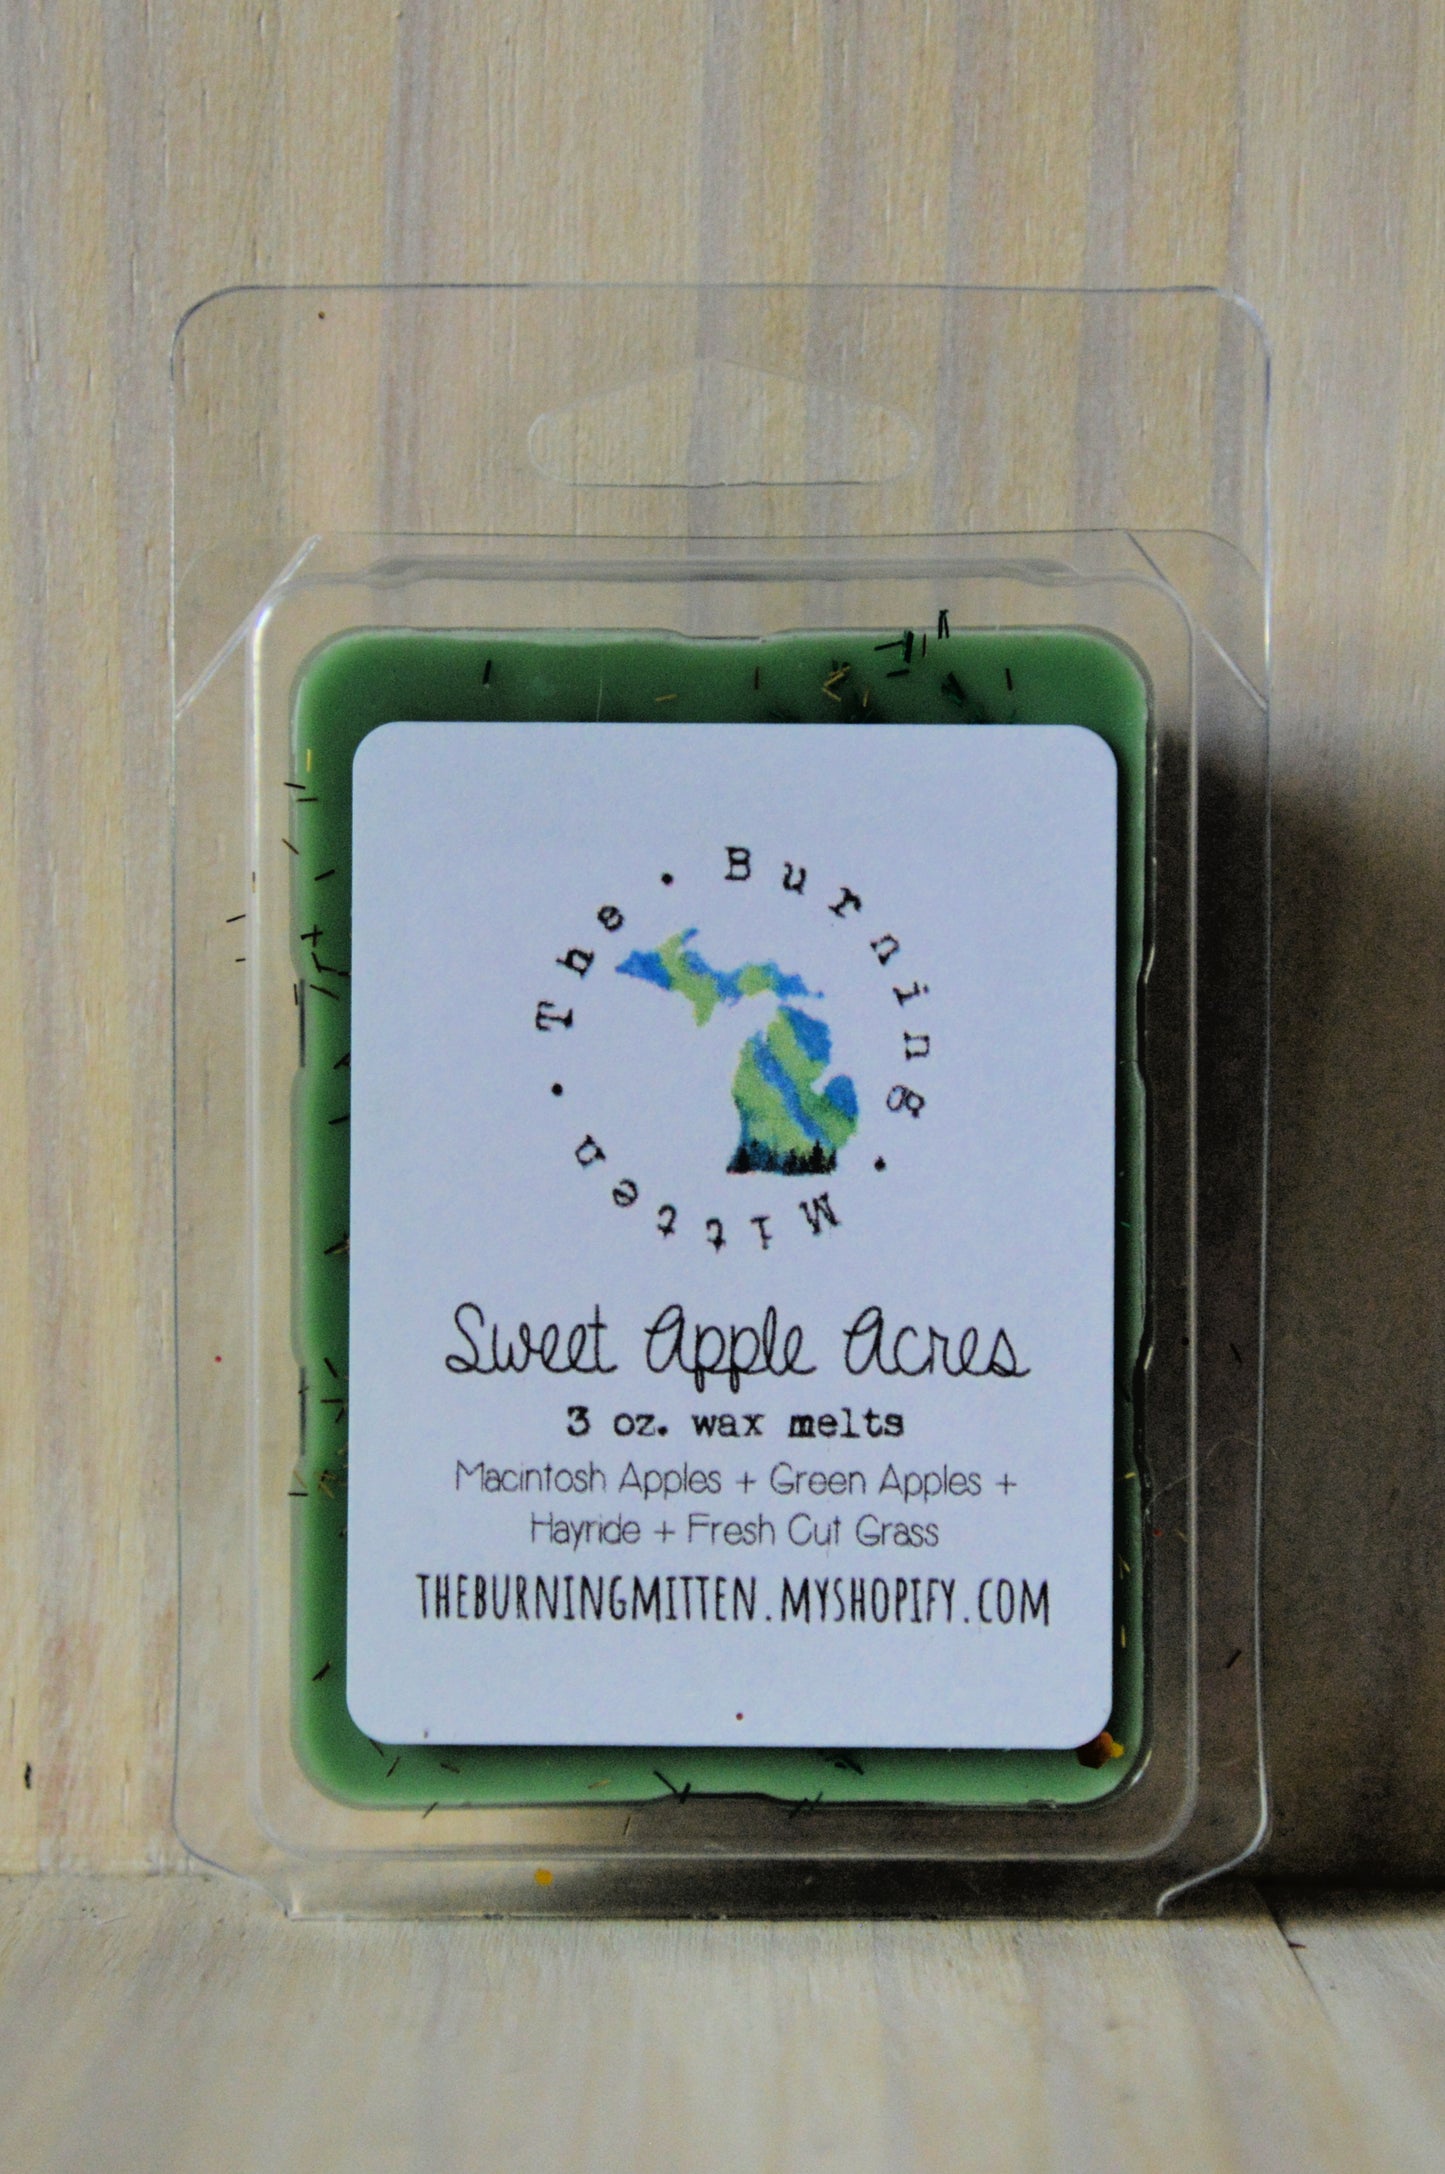 The · Burning · Mitten ·
Sweet Apple Acres
3 oz. wax melts
Macintosh Apples + Green Apples +
Hayride + Fresh Cut Grass
THEBURNINGMITTEN.MYSHOPIFY.COM